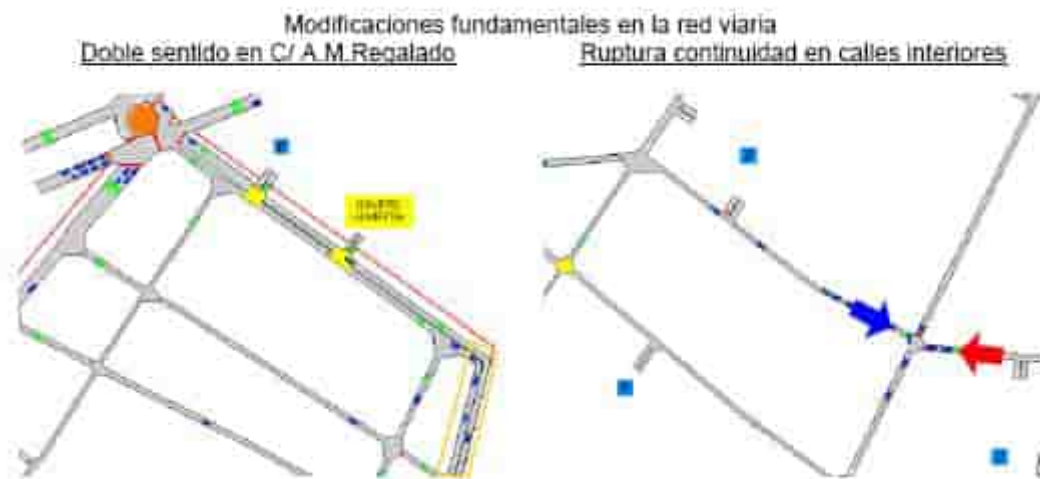 Modificaciones fundamentales en la red viaria
Doble sentido en C/ A.M.Regalado
Ruptura continuidad en calles interiores